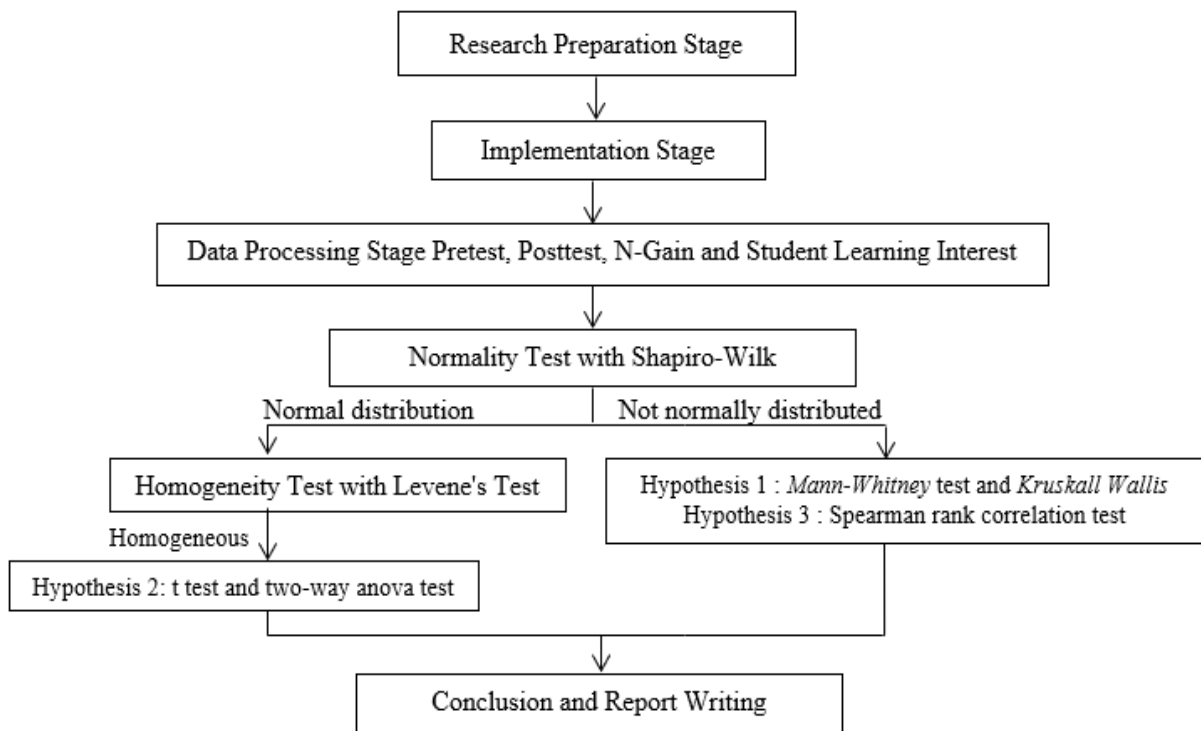 Research Preparation Stage
Implementation Stage
Data Processing Stage Pretest, Posttest, N-Gain and Student Learning Interest
Normality Test with Shapiro-Wilk
Normal distribution
Not normally distributed
Homogeneity Test with Levene's Test
Hypothesis 1 : Mann-Whitney test and Kruskall Wallis
Hypothesis 3 : Spearman rank correlation test
Homogeneous
Hypothesis 2: t test and two-way anova test
Conclusion and Report Writing